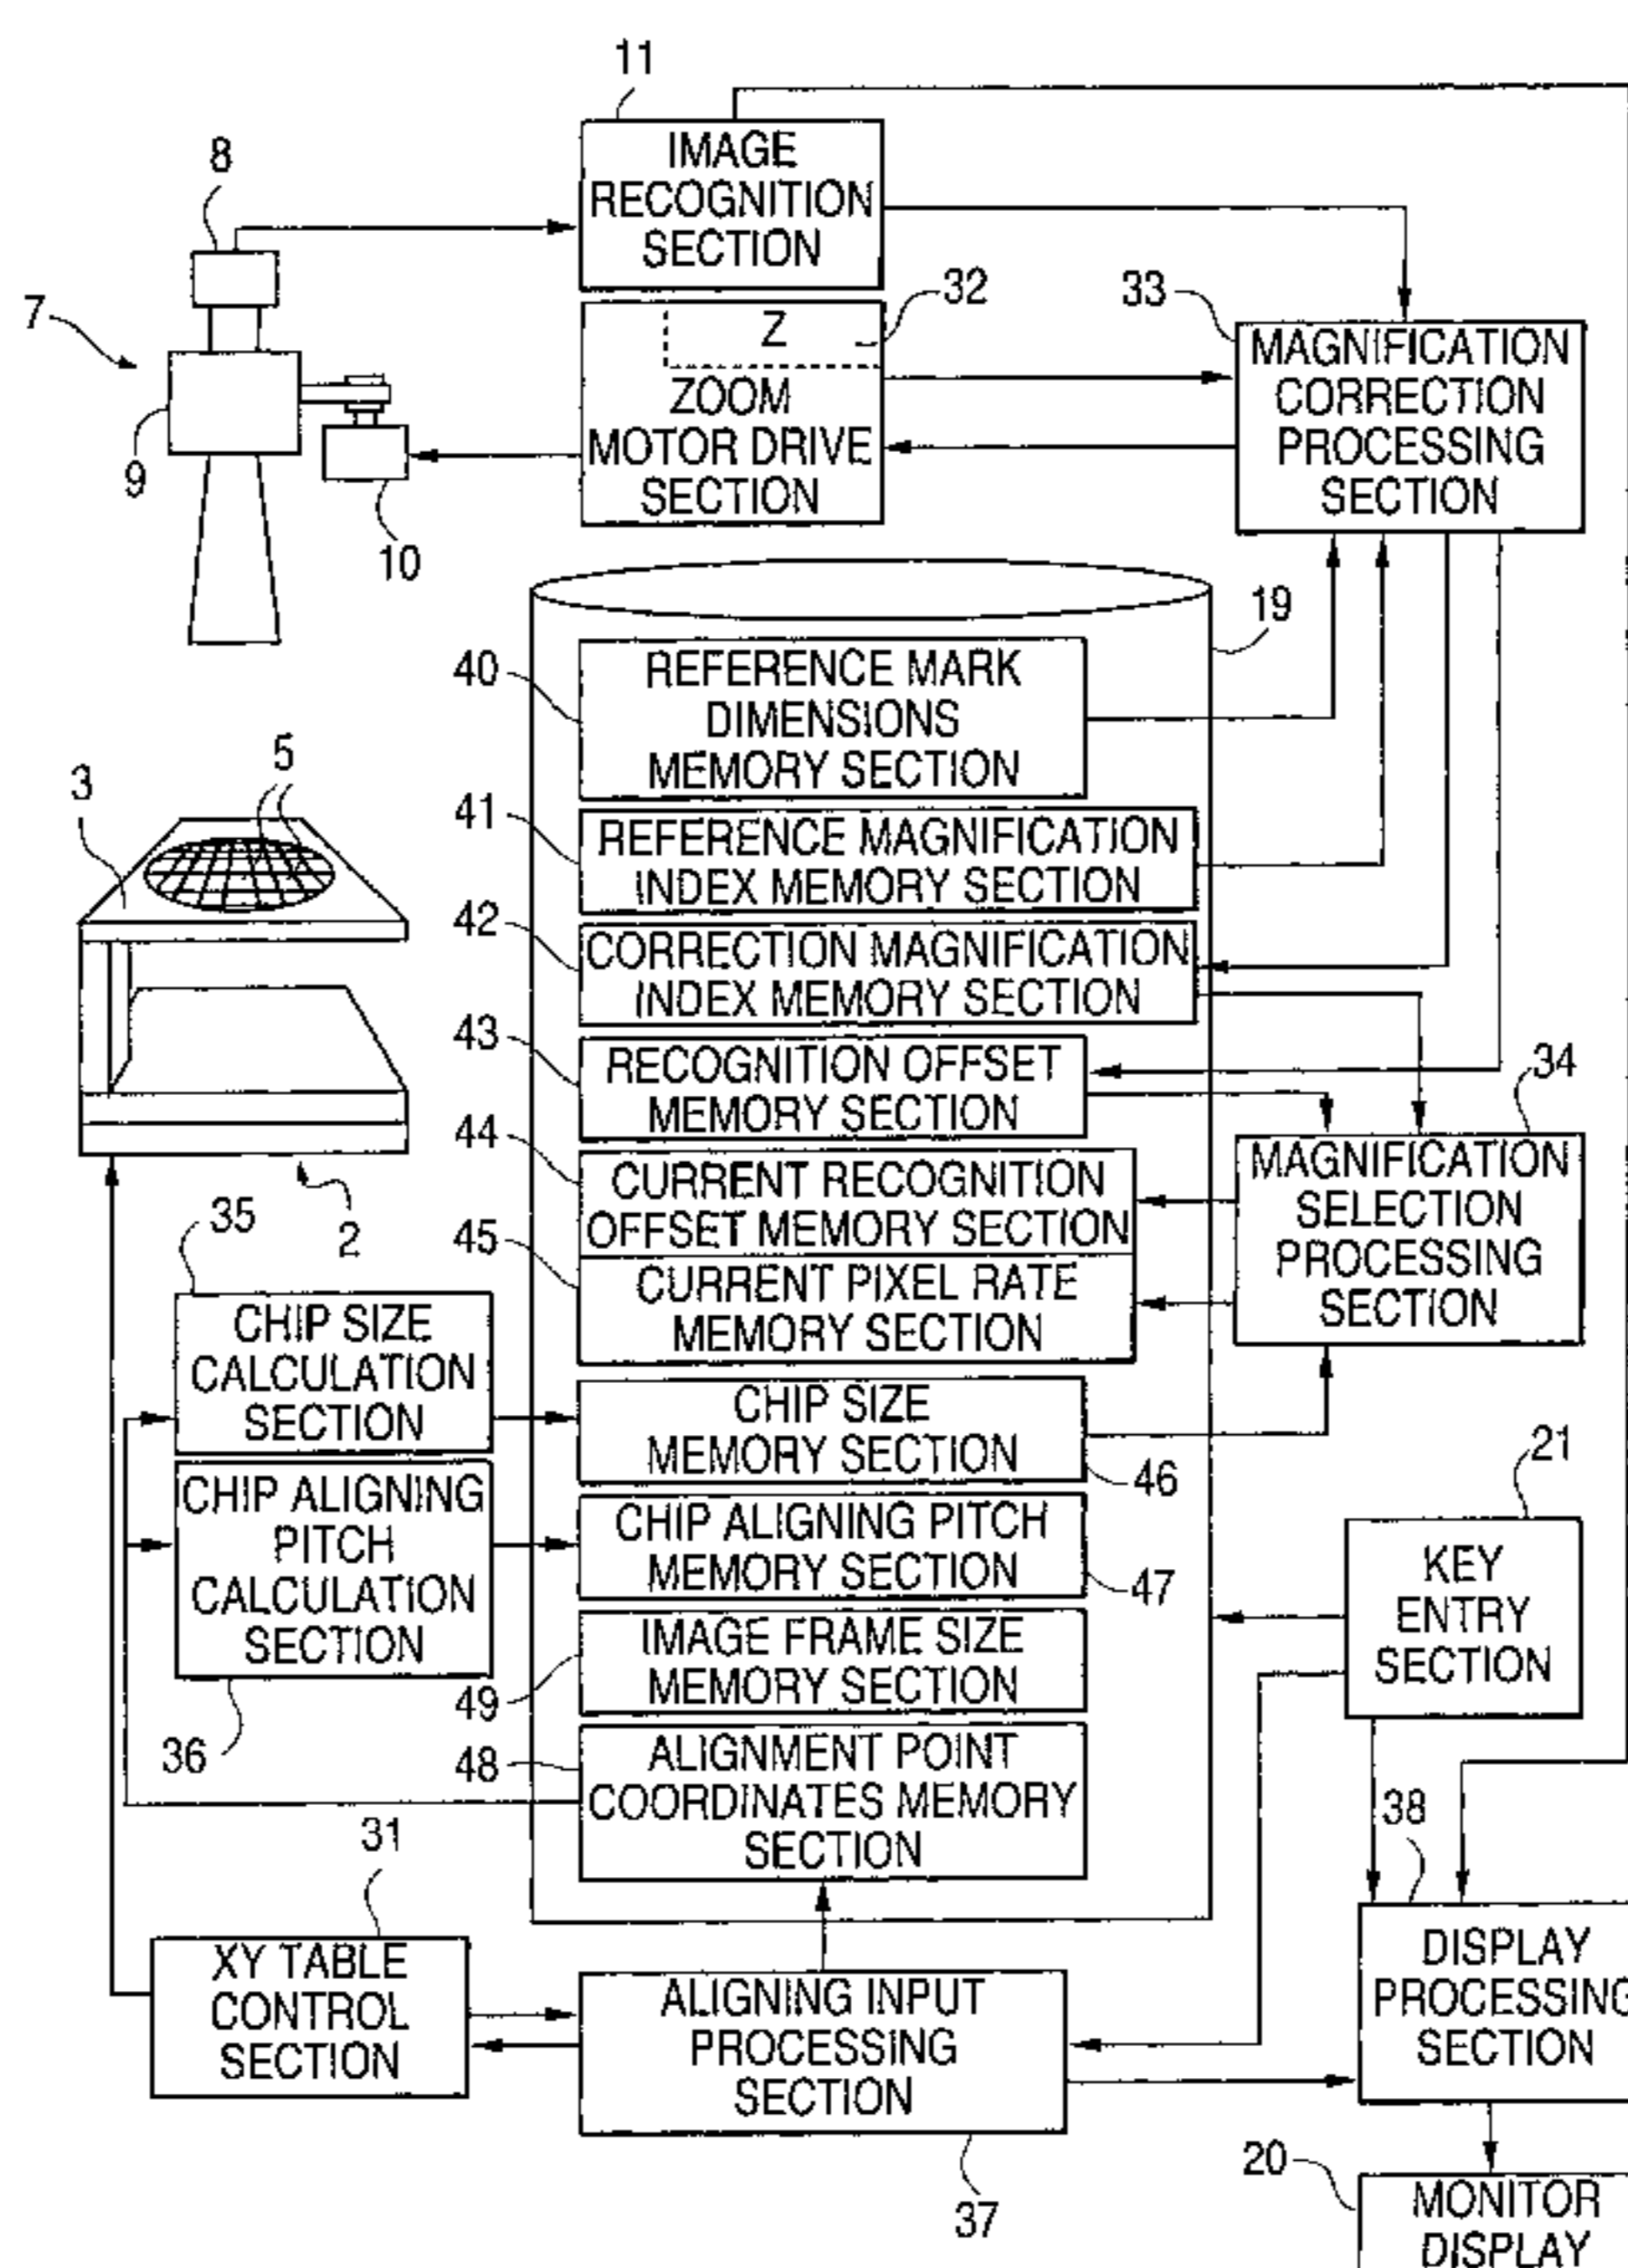 11
IMAGE
RECOGNITION
SECTION
8
7
9
10
Z
32
ZOOM
MOTOR DRIVE
SECTION
33
MAGNIFICATION
CORRECTION
PROCESSING
SECTION
19
40
REFERENCE MARK
DIMENSIONS
MEMORY SECTION
3
5
41
REFERENCE MAGNIFICATION
INDEX MEMORY SECTION
42
CORRECTION MAGNIFICATION
INDEX MEMORY SECTION
43
RECOGNITION OFFSET
MEMORY SECTION
34
MAGNIFICATION
SELECTION
PROCESSING
SECTION
44
CURRENT RECOGNITION
OFFSET MEMORY SECTION
2
45
CURRENT PIXEL RATE
MEMORY SECTION
35
CHIP SIZE
CALCULATION
SECTION
CHIP SIZE
MEMORY SECTION
46
CHIP ALIGNING
PITCH
CALCULATION
SECTION
36
CHIP ALIGNING PITCH
MEMORY SECTION
47
21
KEY
ENTRY
SECTION
IMAGE FRAME SIZE
MEMORY SECTION
49
48
ALIGNMENT POINT
COORDINATES MEMORY
SECTION
31
XY TABLE
CONTROL
SECTION
ALIGNING INPUT
PROCESSING
SECTION
37
38
DISPLAY
PROCESSING
SECTION
20
MONITOR
DISPLAY